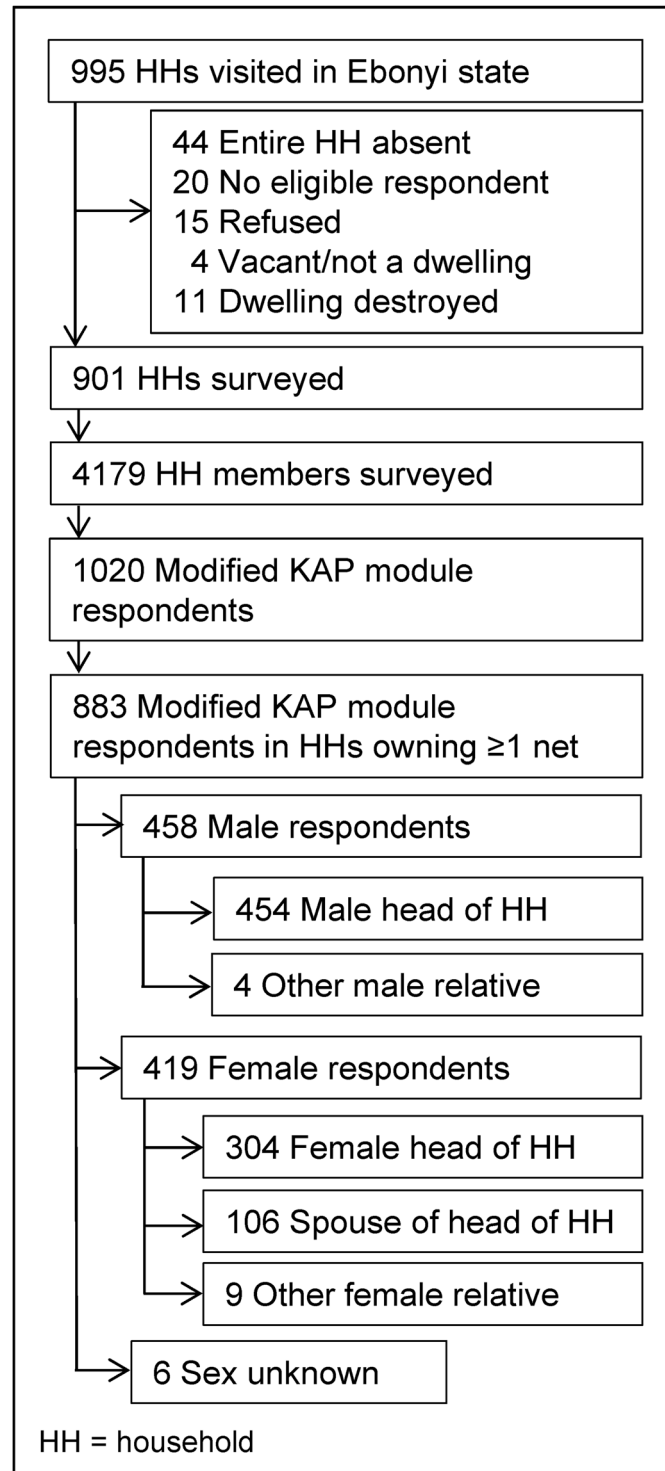 995 HHs visited in Ebonyi state
44 Entire HH absent
20 No eligible respondent
15 Refused
4 Vacant/not a dwelling
11 Dwelling destroyed
901 HHs surveyed
4179 HH members surveyed
1020 Modified KAP module
respondents
883 Modified KAP module
respondents in HHs owning ≥1 net
458 Male respondents
454 Male head of HH
4 Other male relative
419 Female respondents
304 Female head of HH
106 Spouse of head of HH
9 Other female relative
6 Sex unknown
HH = household